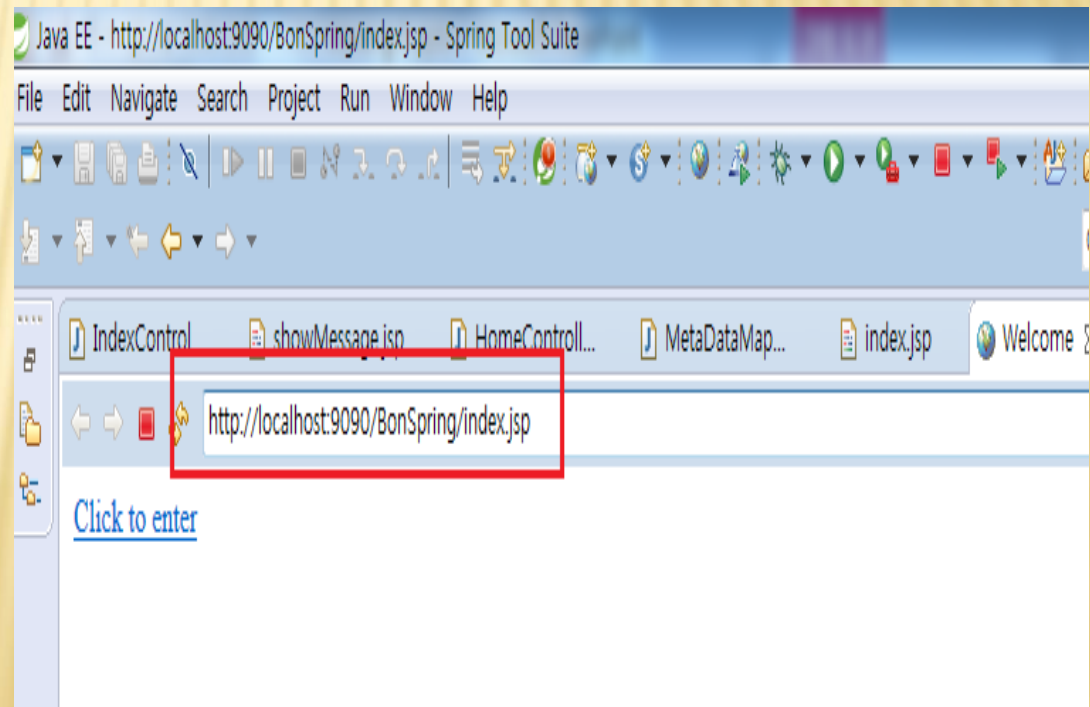 Java EE - http://localhost:9090/BonSpring/index.jsp - Spring Tool Suite
File Edit Navigate Search Project Run Window Help
IndexControl showMessage.jsp HomeControll... MetaDataMap... index.jsp Welcome
http://localhost:9090/BonSpring/index.jsp
Click to enter